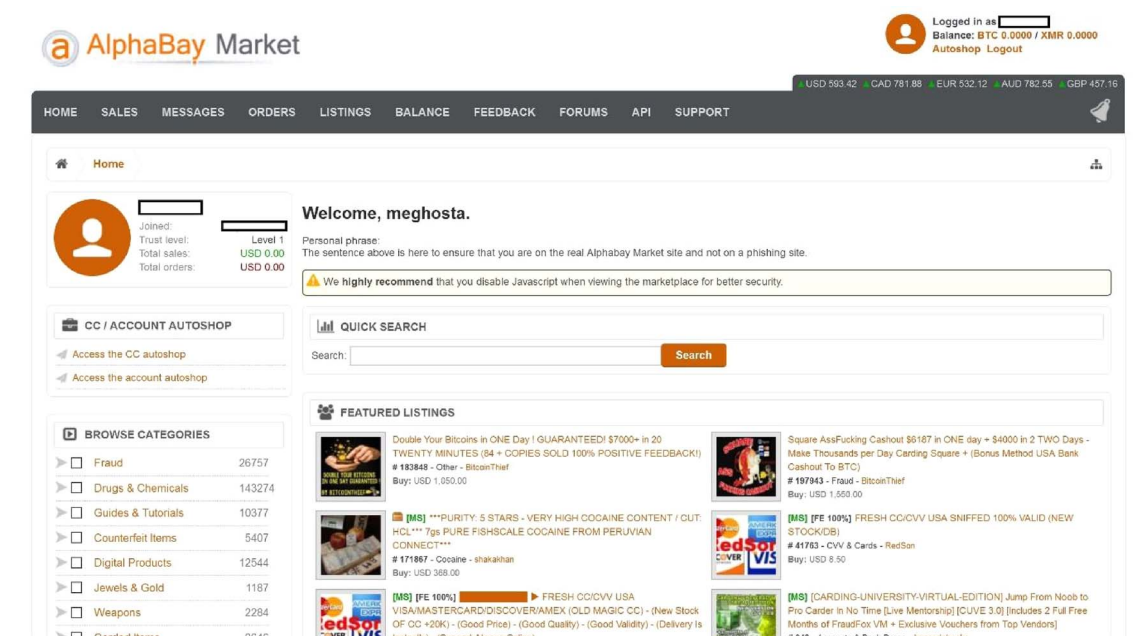 AlphaBay Market
Logged in as
Balance: BTC 0.0000 / XMR 0.0000
Autoshop Logout
USD 593.42 CAD 781.88 EUR 532.12 AUD 782.55 GBP 457.16
HOME SALES MESSAGES ORDERS LISTINGS BALANCE FEEDBACK FORUMS API SUPPORT
Home
Joined:
Trust level: Level 1
Total sales: USD 0.00
Total orders: USD 0.00
Welcome, meghosta.
Personal phrase:
The sentence above is here to ensure that you are on the real Alphabay Market site and not on a phishing site.
We highly recommend that you disable Javascript when viewing the marketplace for better security.
CC / ACCOUNT AUTOSHOP
Access the CC autoshop
Access the account autoshop
QUICK SEARCH
Search: Search
BROWSE CATEGORIES
Fraud 26757
Drugs & Chemicals 143274
Guides & Tutorials 10377
Counterfeit Items 5407
Digital Products 12544
Jewels & Gold 1187
Weapons 2284
FEATURED LISTINGS
DOUBLE YOUR BITCOINS
IN ONE DAY GUARANTEED
BY BITCOINTHIEF
Double Your Bitcoins in ONE Day ! GUARANTEED! $7000+ in 20
TWENTY MINUTES (84 + COPIES SOLD 100% POSITIVE FEEDBACK!)
# 183848 - Other - BitcoinThief
Buy: USD 1,050.00
Square AssFucking Cashout $6187 in ONE day + $4000 in 2 TWO Days -
Make Thousands per Day Carding Square + (Bonus Method USA Bank
Cashout To BTC)
# 197943 - Fraud - BitcoinThief
Buy: USD 1,550.00
[MS] ***PURITY: 5 STARS - VERY HIGH COCAINE CONTENT / CUT:
HCL*** 7gs PURE FISHSCALE COCAINE FROM PERUVIAN
CONNECT***
# 171867 - Cocaine - shakakhan
Buy: USD 368.00
[MS] [FE 100%] FRESH CC/CVV USA SNIFFED 100% VALID (NEW
STOCK/DB)
# 41763 - CVV & Cards - RedSon
Buy: USD 8.50
[MS] [FE 100%] FRESH CC/CVV USA
VISA/MASTERCARD/DISCOVER/AMEX (OLD MAGIC CC) - (New Stock
OF CC +20K) - (Good Price) - (Good Quality) - (Good Validity) - (Delivery Is
[MS] [CARDING-UNIVERSITY-VIRTUAL-EDITION] Jump From Noob to
Pro Carder In No Time [Live Mentorship] [CUVE 3.0] [Includes 2 Full Free
Months of FraudFox VM + Exclusive Vouchers from Top Vendors]